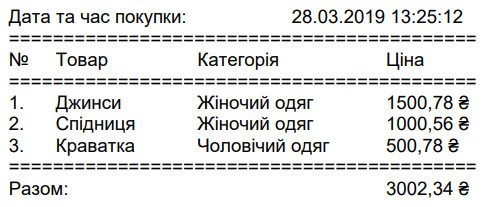 Дата та час покупки: 28.03.2019 13:25:12
============================================
№ Товар Категорія Ціна
============================================
1. Джинси Жіночий одяг 1500,78 ₴
2. Спідниця Жіночий одяг 1000,56 ₴
3. Краватка Чоловічий одяг 500,78 ₴
============================================
Разом: 3002,34 ₴